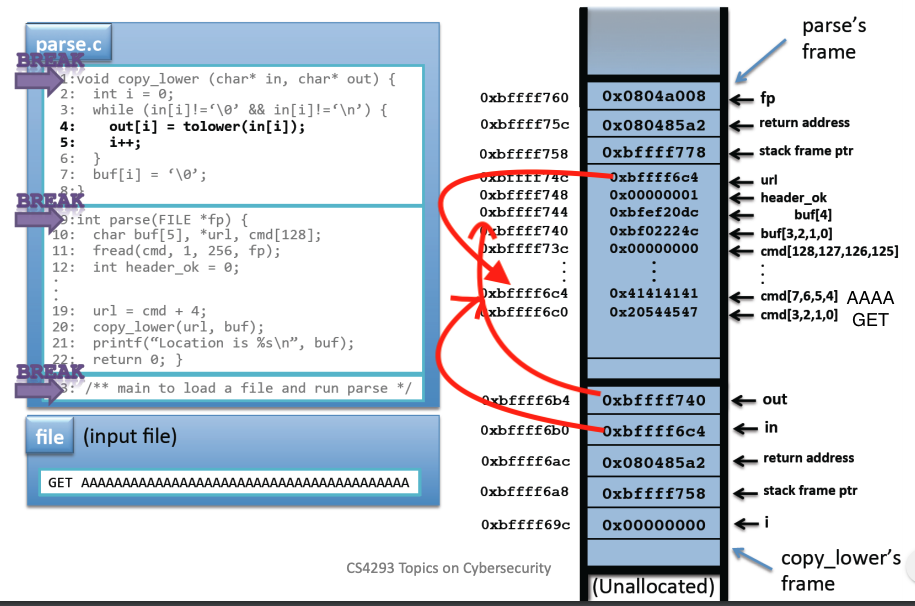 parse.c
BREAK
1:void copy_lower (char* in, char* out) {
2: int i = 0;
3: while (in[i]!=‘\0’ && in[i]!=‘\n’) {
4: out[i] = tolower(in[i]);
5: i++;
6: }
7: buf[i] = ‘\0’;
8:}
BREAK
9:int parse(FILE *fp) {
10: char buf[5], *url, cmd[128];
11: fread(cmd, 1, 256, fp);
12: int header_ok = 0;
.
.
.
19: url = cmd + 4;
20: copy_lower(url, buf);
21: printf(“Location is %s\n”, buf);
22: return 0; }
BREAK
3: /** main to load a file and run parse */
file (input file)
GET AAAAAAAAAAAAAAAAAAAAAAAAAAAAAAAAAAAAAAAA
CS4293 Topics on Cybersecurity
parse’s
frame
0xbffff760 0x0804a008 fp
0xbffff75c 0x080485a2 return address
0xbffff758 0xbffff778 stack frame ptr
0xbffff74c 0xbffff6c4 url
0xbffff748 0x00000001 header_ok
0xbffff744 0xbfef20dc buf[4]
0xbffff740 0xbf02224c buf[3,2,1,0]
0xbffff73c 0x00000000 cmd[128,127,126,125]
0xbffff6c4 0x41414141 cmd[7,6,5,4] AAAA
0xbffff6c0 0x20544547 cmd[3,2,1,0] GET
0xbffff6b4 0xbffff740 out
0xbffff6b0 0xbffff6c4 in
0xbffff6ac 0x080485a2 return address
0xbffff6a8 0xbffff758 stack frame ptr
0xbffff69c 0x00000000 i
copy_lower’s
frame
(Unallocated)